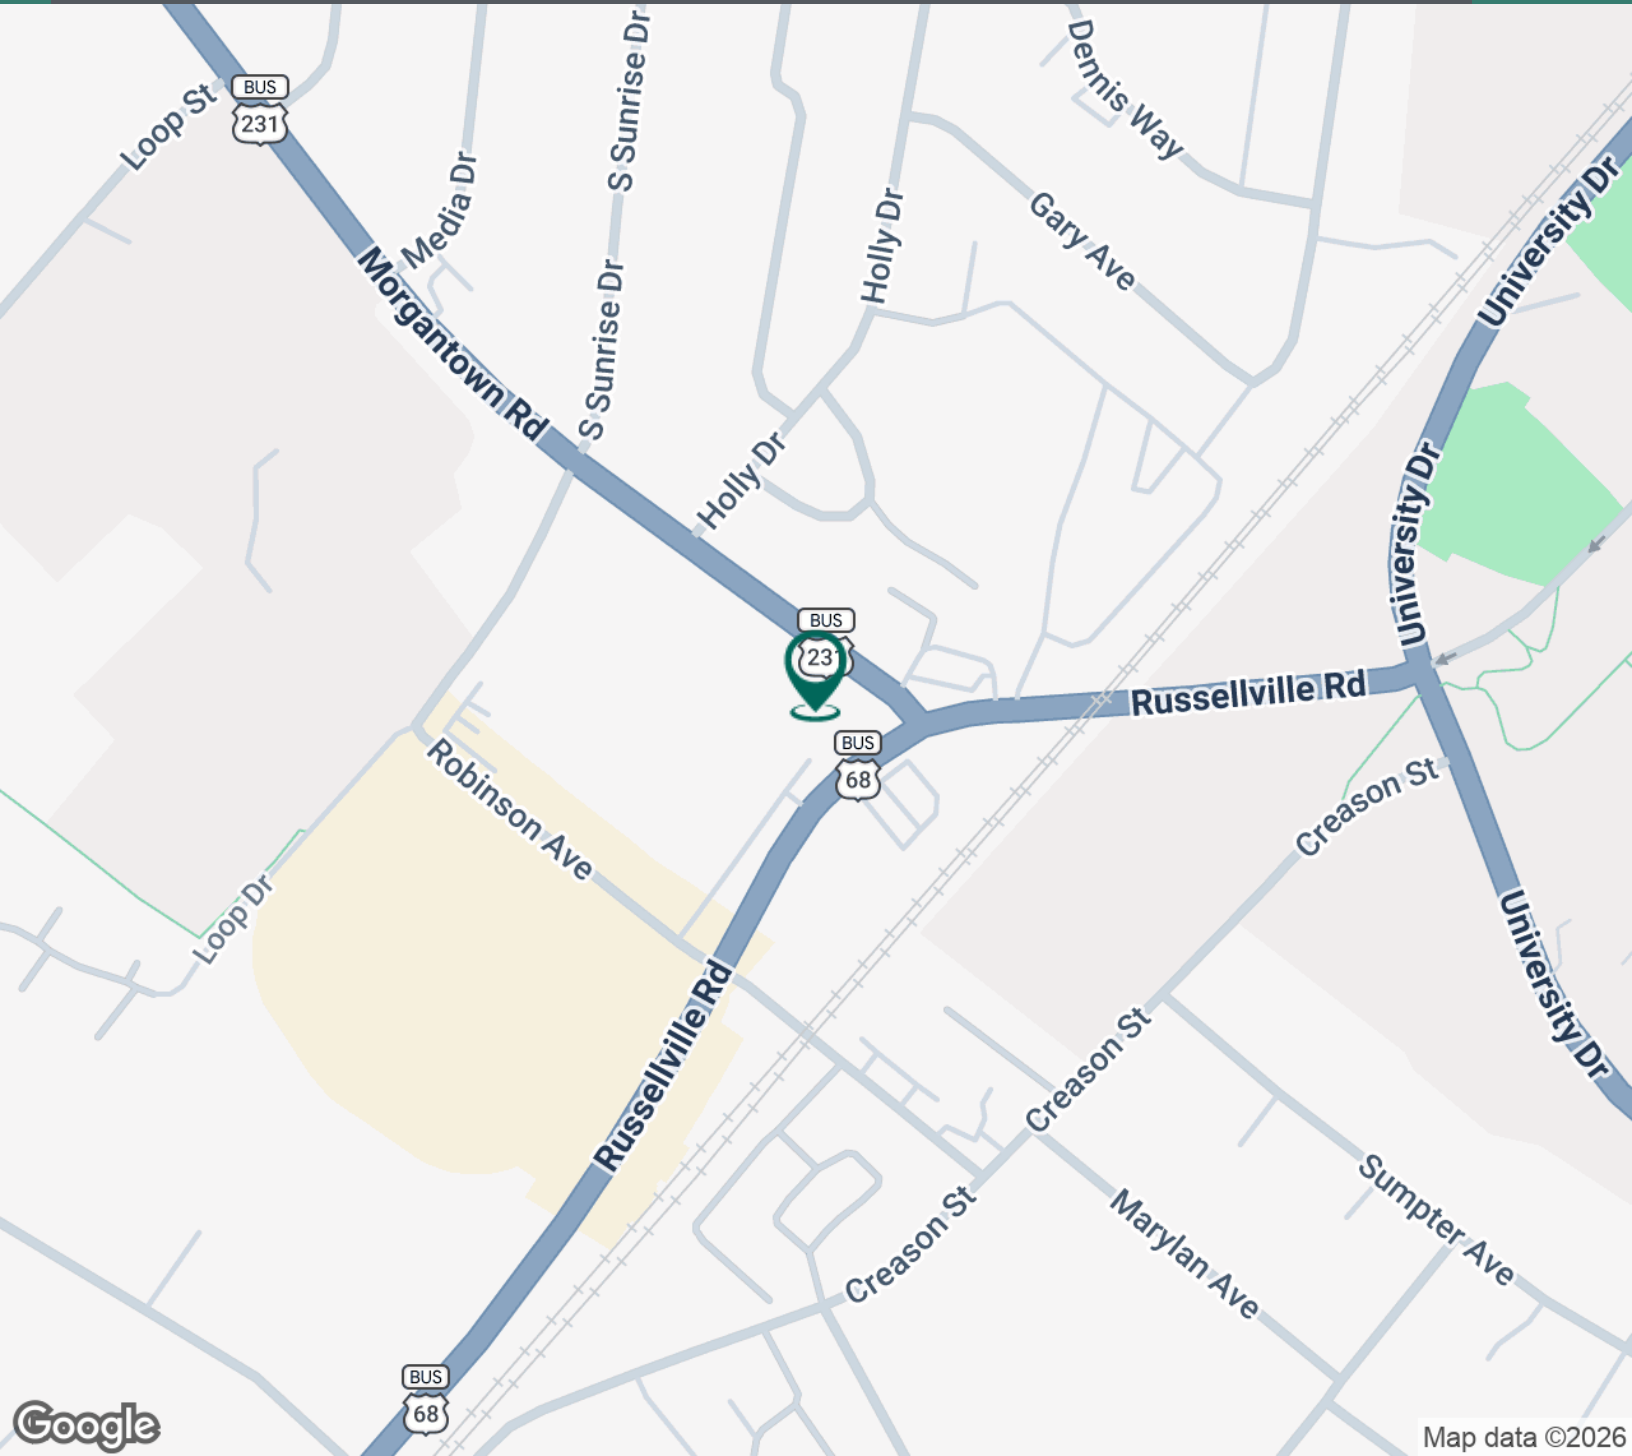 Dennis Way
S Sunrise Dr
BUS
231
Loop St
Media Dr
University Dr
Holly Dr
Gary Ave
Morgantown Rd
S Sunrise Dr
Holly Dr
University Dr
BUS
231
Russellville Rd
BUS
68
Robinson Ave
Creason St
Loop Dr
University Dr
Russellville Rd
Creason St
Creason St
Marylan Ave
Sumpter Ave
BUS
68
Google
Map data ©2026